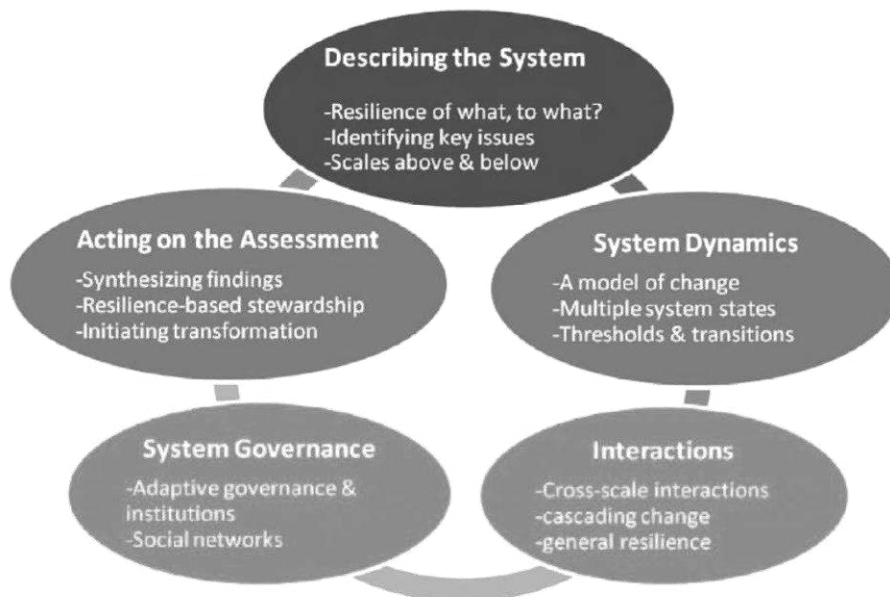 Describing the System
-Resilience of what, to what?
-Identifying key issues
-Scales above & below
Acting on the Assessment
-Synthesizing findings
-Resilience-based stewardship
-Initiating transformation
System Dynamics
-A model of change
-Multiple system states
-Thresholds & transitions
System Governance
-Adaptive governance &
institutions
-Social networks
Interactions
-Cross-scale interactions
-cascading change
-general resilience